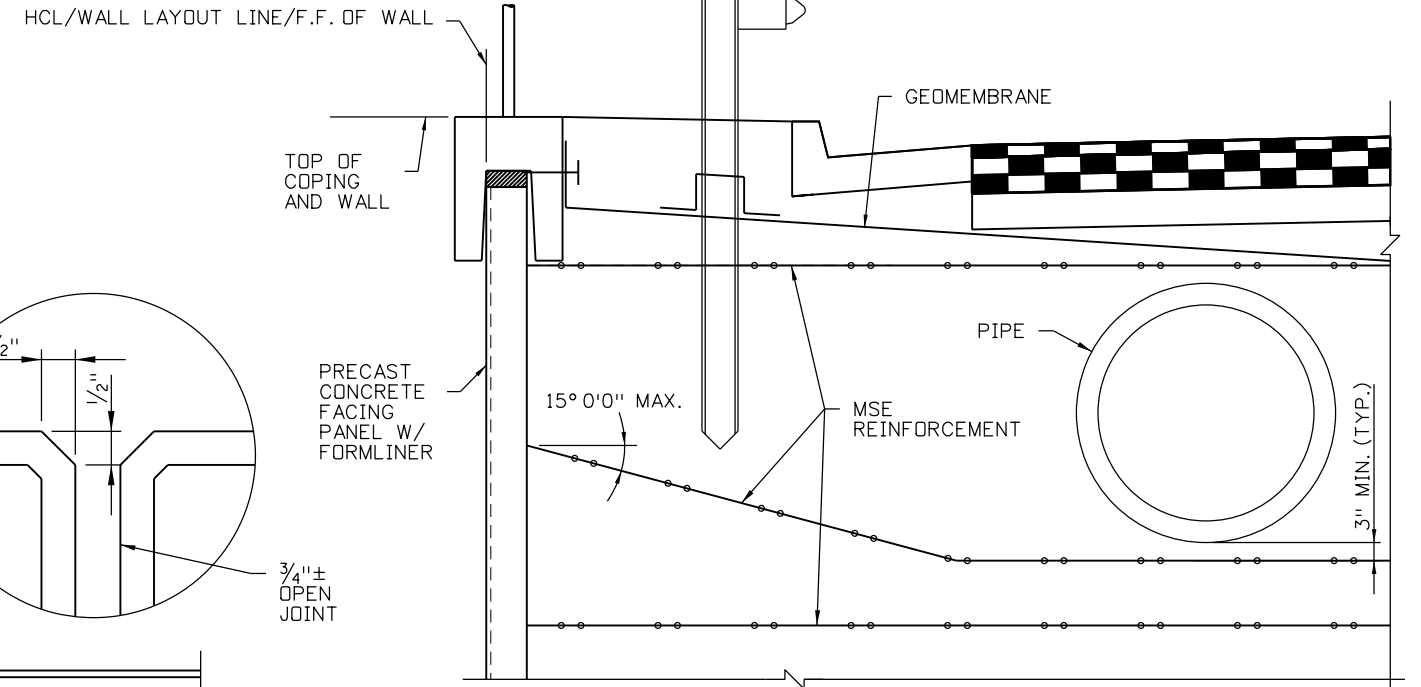 HCL/WALL LAYOUT LINE/F.F. OF WALL
GEOMEMBRANE
TOP OF
COPING
AND WALL
PIPE
PRECAST
CONCRETE
FACING
PANEL W/
FORMLINER
15° 0'0" MAX.
MSE
REINFORCEMENT
3" MIN. (TYP.)
1/2"
3/4"±
OPEN
JOINT